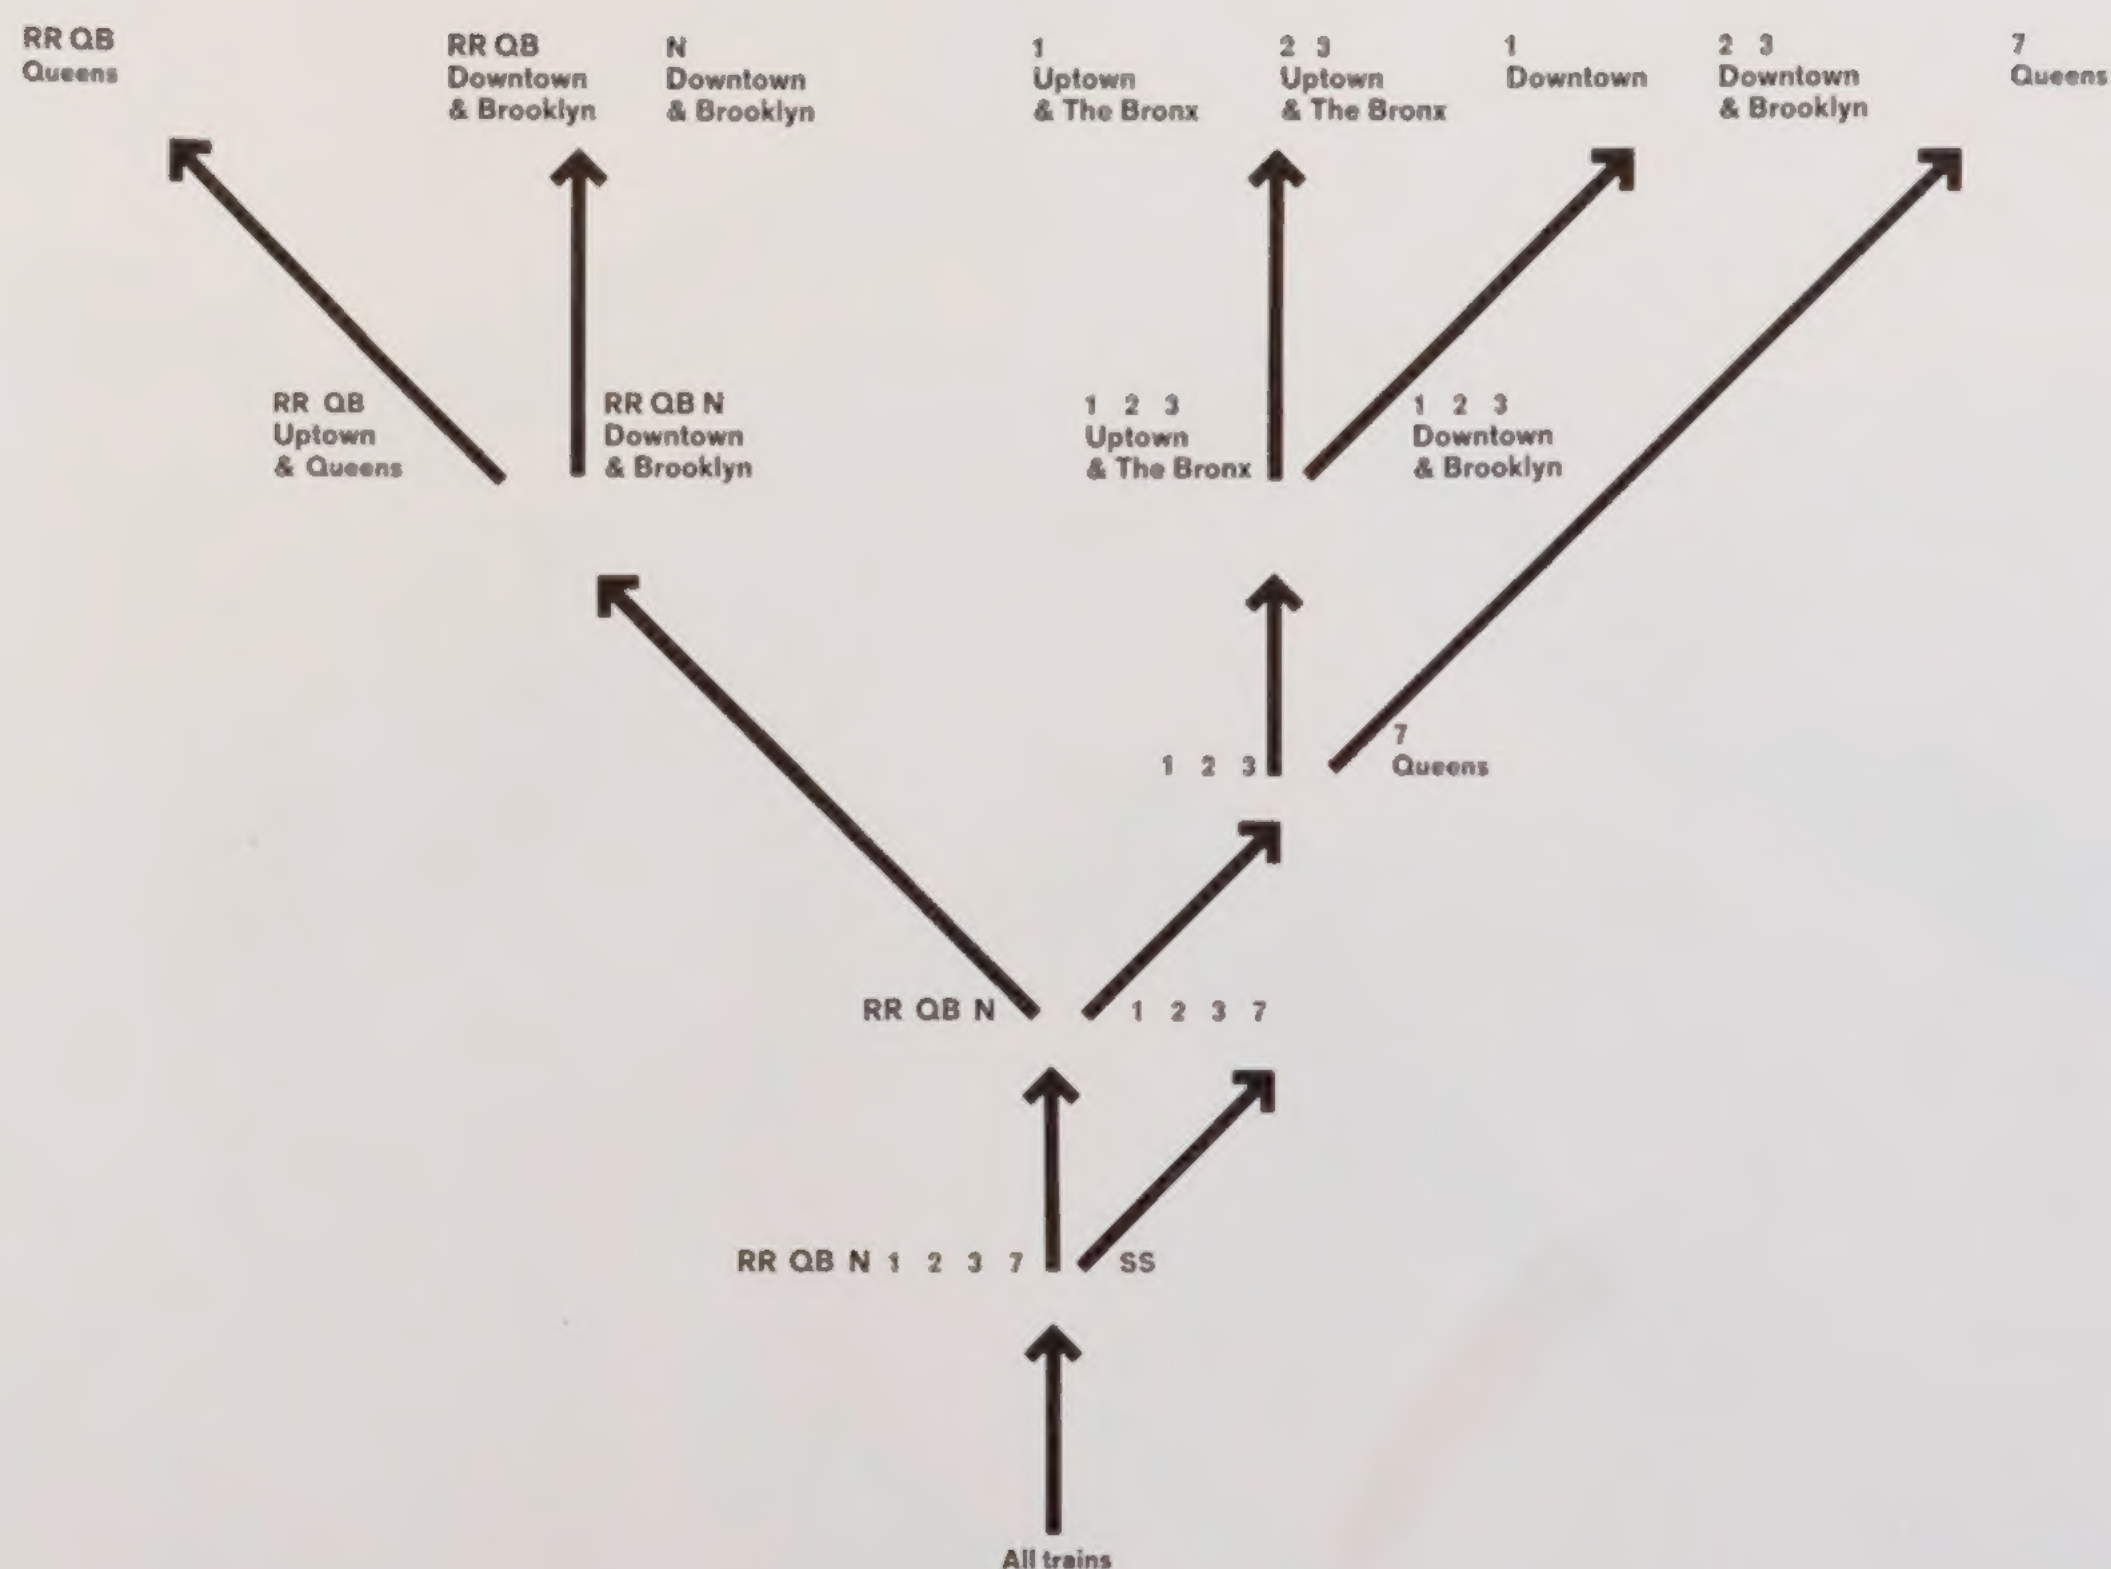 RR QB
Queens
RR QB
Downtown
& Brooklyn
N
Downtown
& Brooklyn
1
Uptown
& The Bronx
2 3
Uptown
& The Bronx
1
Downtown
2 3
Downtown
& Brooklyn
7
Queens
RR QB
Uptown
& Queens
RR QB N
Downtown
& Brooklyn
1 2 3
Uptown
& The Bronx
1 2 3
Downtown
& Brooklyn
1 2 3
7
Queens
RR QB N
1 2 3 7
RR QB N 1 2 3 7
SS
All trains